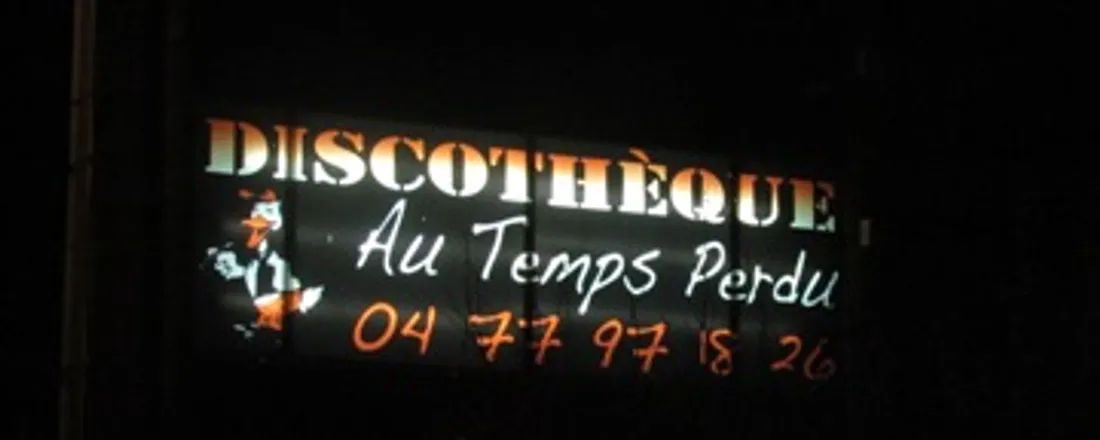 DISCOTHÈQUE
Au Temps Perdu
04 77 97 18 26